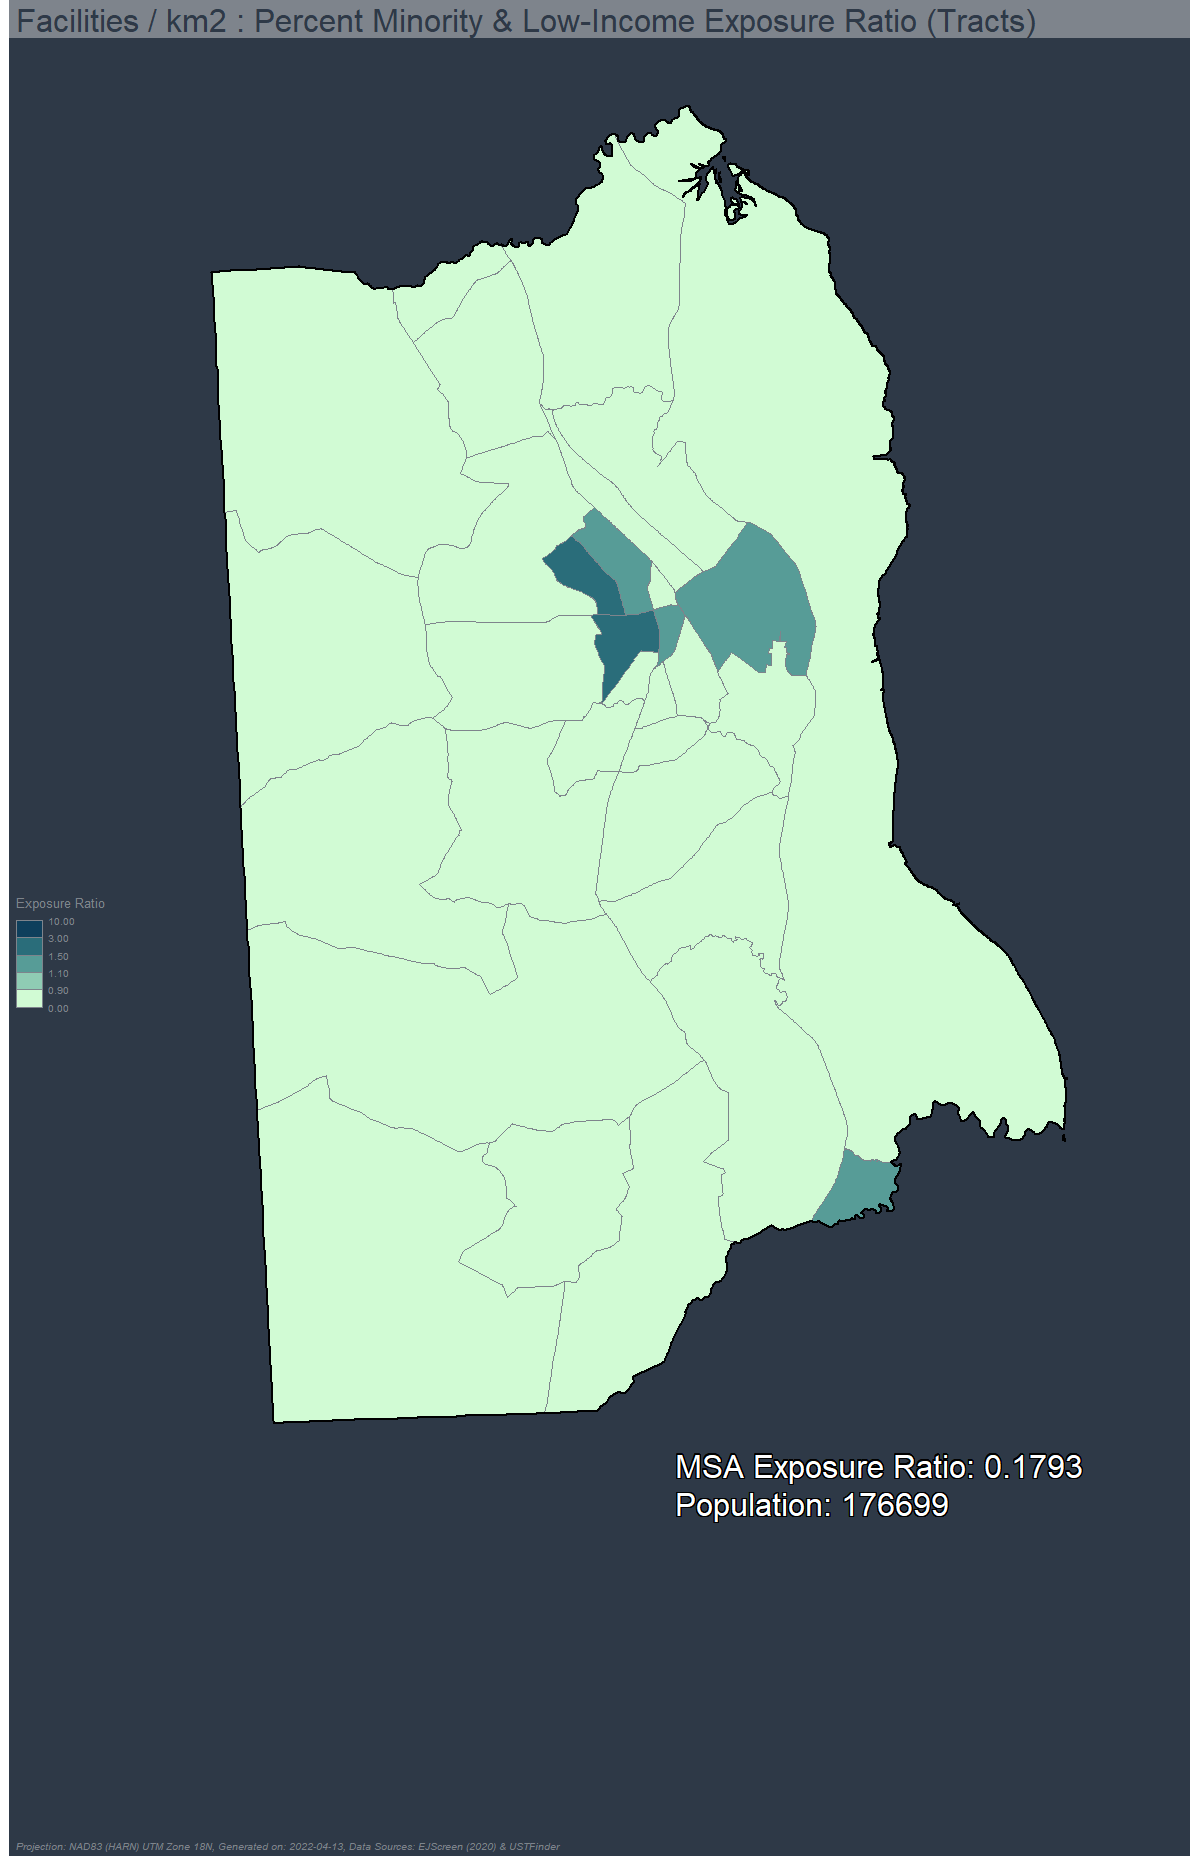 Facilities / km2 : Percent Minority & Low-Income Exposure Ratio (Tracts)
Exposure Ratio
10.00
3.00
1.50
1.10
0.90
0.00
MSA Exposure Ratio: 0.1793
Population: 176699
Projection: NAD83 (HARN) UTM Zone 18N, Generated on: 2022-04-13, Data Sources: EJScreen (2020) & USTFinder